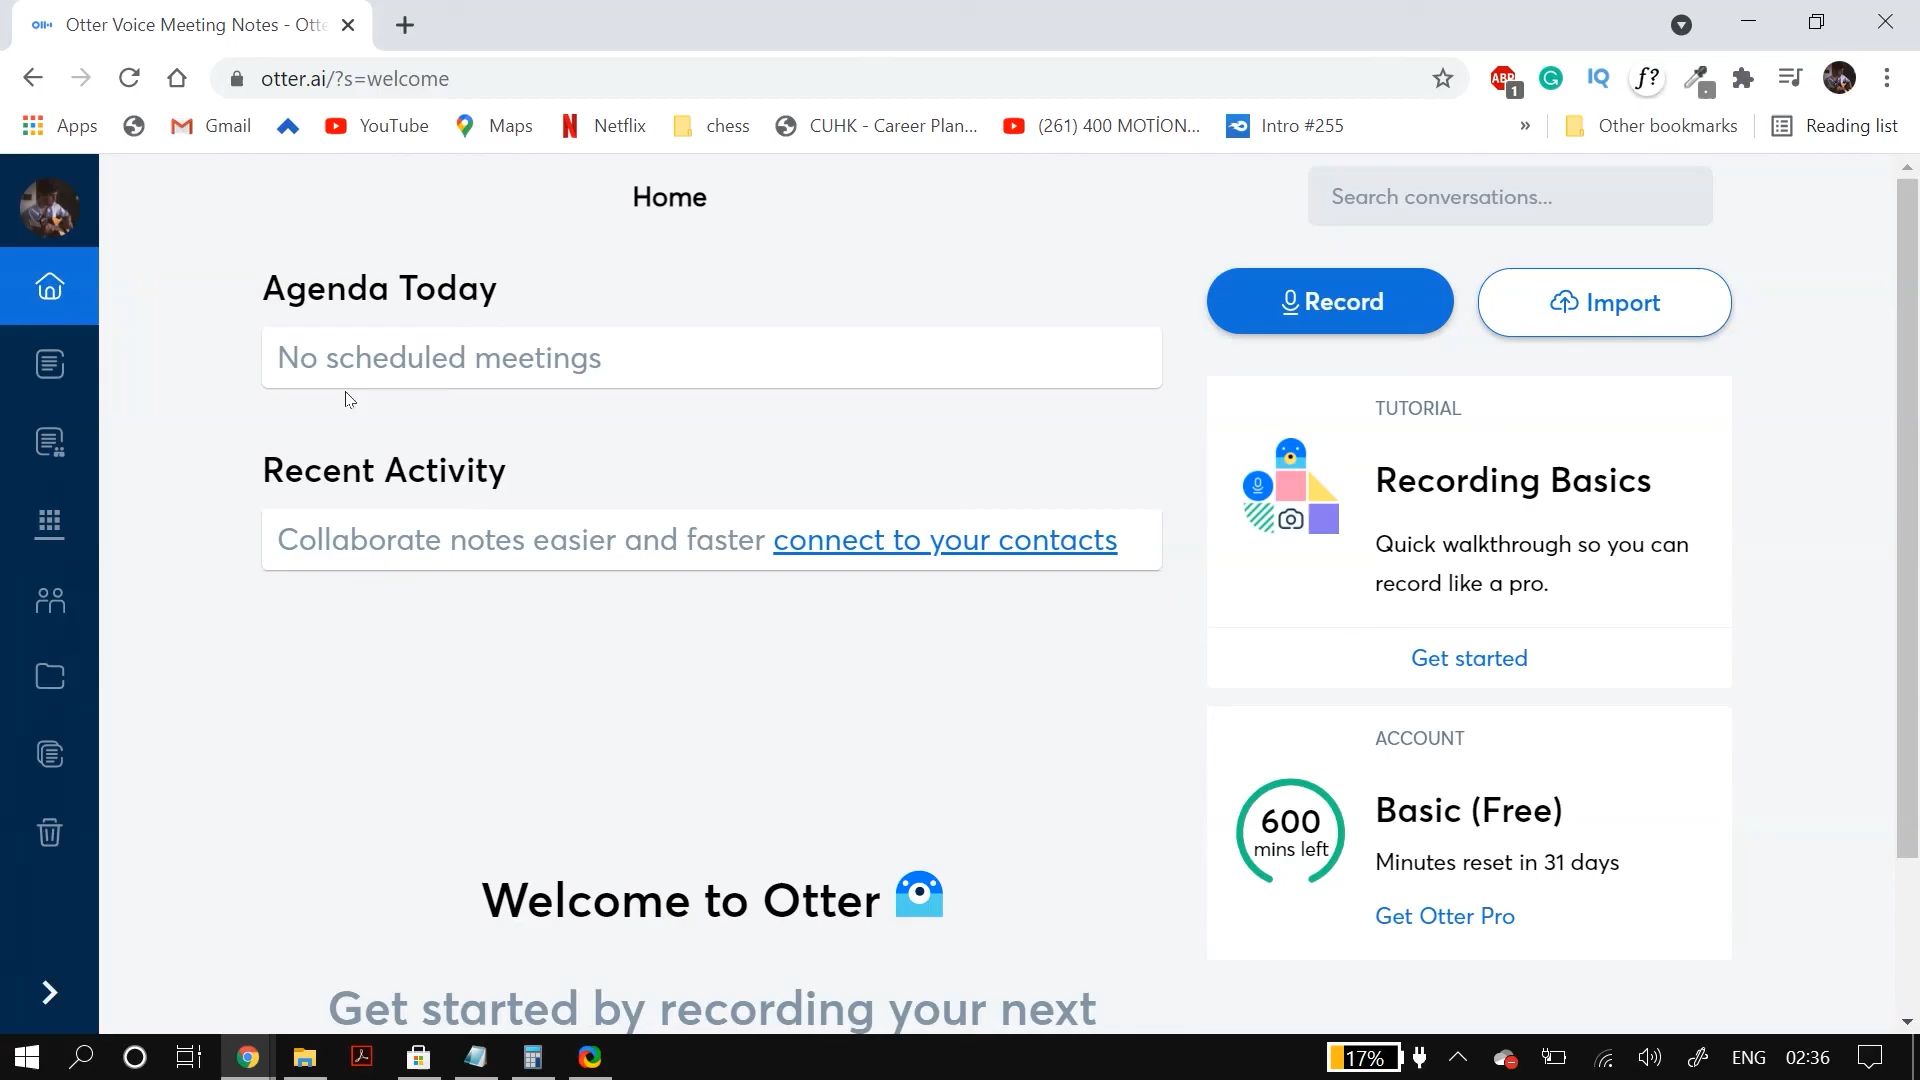 Otter Voice Meeting Notes - Otte
otter.ai/?s=welcome
ABP
1
IQ
f?
Apps
Gmail
YouTube
Maps
Netflix
chess
CUHK - Career Plan...
(261) 400 MOTİON...
Intro #255
»
Other bookmarks
Reading list
Home
Search conversations...
Agenda Today
Record
Import
No scheduled meetings
TUTORIAL
Recent Activity
Recording Basics
Collaborate notes easier and faster connect to your contacts
Quick walkthrough so you can
record like a pro.
Get started
ACCOUNT
600
mins left
Basic (Free)
Minutes reset in 31 days
Get Otter Pro
Welcome to Otter
Get started by recording your next
17%
ENG
02:36